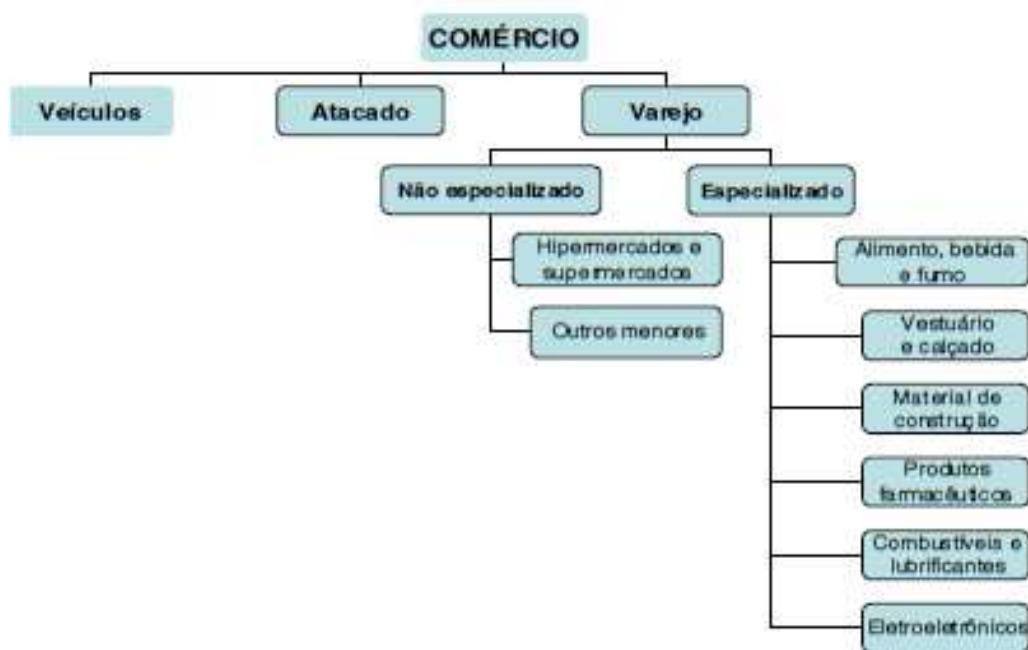 COMÉRCIO
Veículos
Atacado
Varejo
Não especializado
Especializado
Hipermercados e
supermercados
Outros menores
Alimento, bebida
e fumo
Vestuário
e calçado
Material de
construção
Produtos
farmacêuticos
Combustíveis e
lubrificantes
Eletroeletrônicos